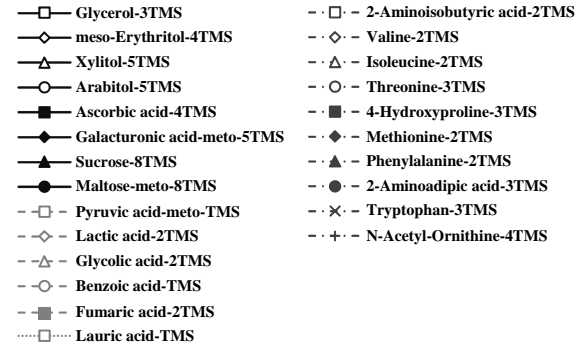 Glycerol-3TMS
meso-Erythritol-4TMS
Xylitol-5TMS
Arabitol-5TMS
Ascorbic acid-4TMS
Galacturonic acid-meto-5TMS
Sucrose-8TMS
Maltose-meto-8TMS
Pyruvic acid-meto-TMS
Lactic acid-2TMS
Glycolic acid-2TMS
Benzoic acid-TMS
Fumaric acid-2TMS
Lauric acid-TMS
2-Aminoisobutyric acid-2TMS
Valine-2TMS
Isoleucine-2TMS
Threonine-3TMS
4-Hydroxyproline-3TMS
Methionine-2TMS
Phenylalanine-2TMS
2-Aminoadipic acid-3TMS
Tryptophan-3TMS
N-Acetyl-Ornithine-4TMS